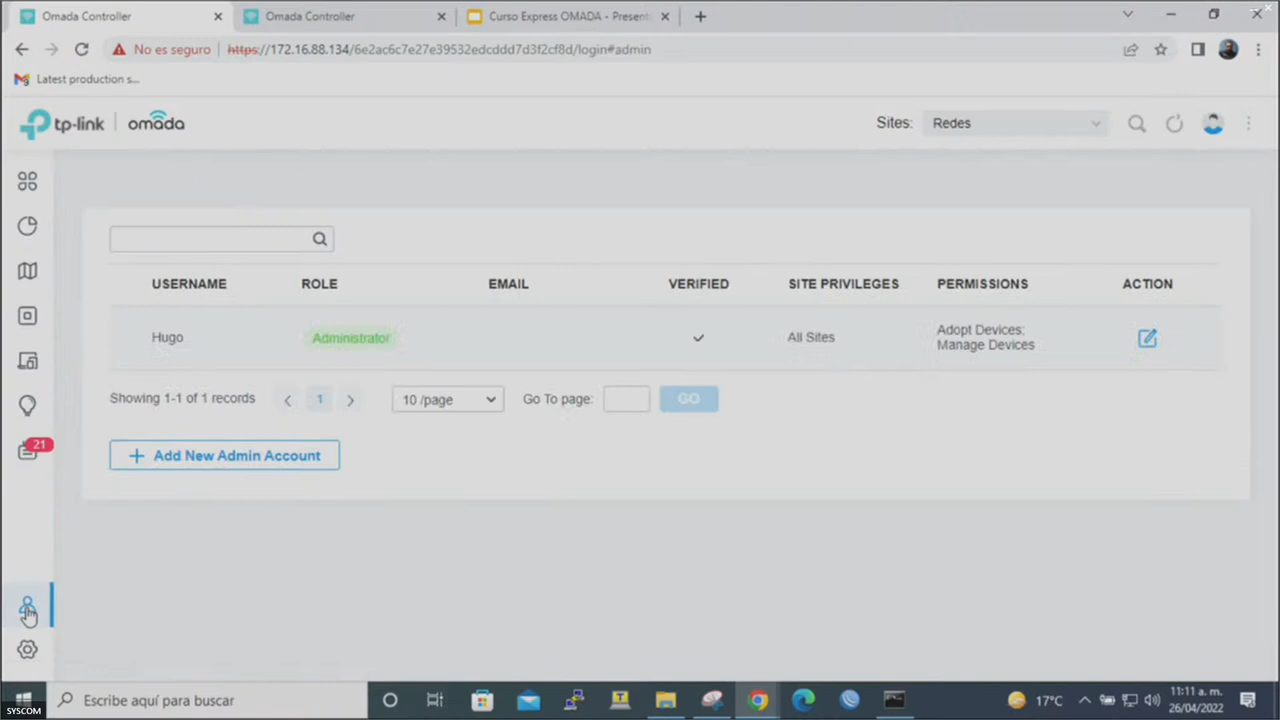 Omada Controller
Omada Controller
Curso Express OMADA - Present
No es seguro
https://172.16.88.134/6e2ac6c7e27e39532edcddd7d3f2cf8d/login#admin
Latest production s...
tp-link | omada
Sites: Redes
USERNAME ROLE EMAIL VERIFIED SITE PRIVILEGES PERMISSIONS ACTION
Hugo Administrator All Sites Adopt Devices;
Manage Devices
Showing 1-1 of 1 records 1 10 /page Go To page: GO
+ Add New Admin Account
21
Escribe aquí para buscar
17°C
11:11 a. m.
26/04/2022
SYSCOM